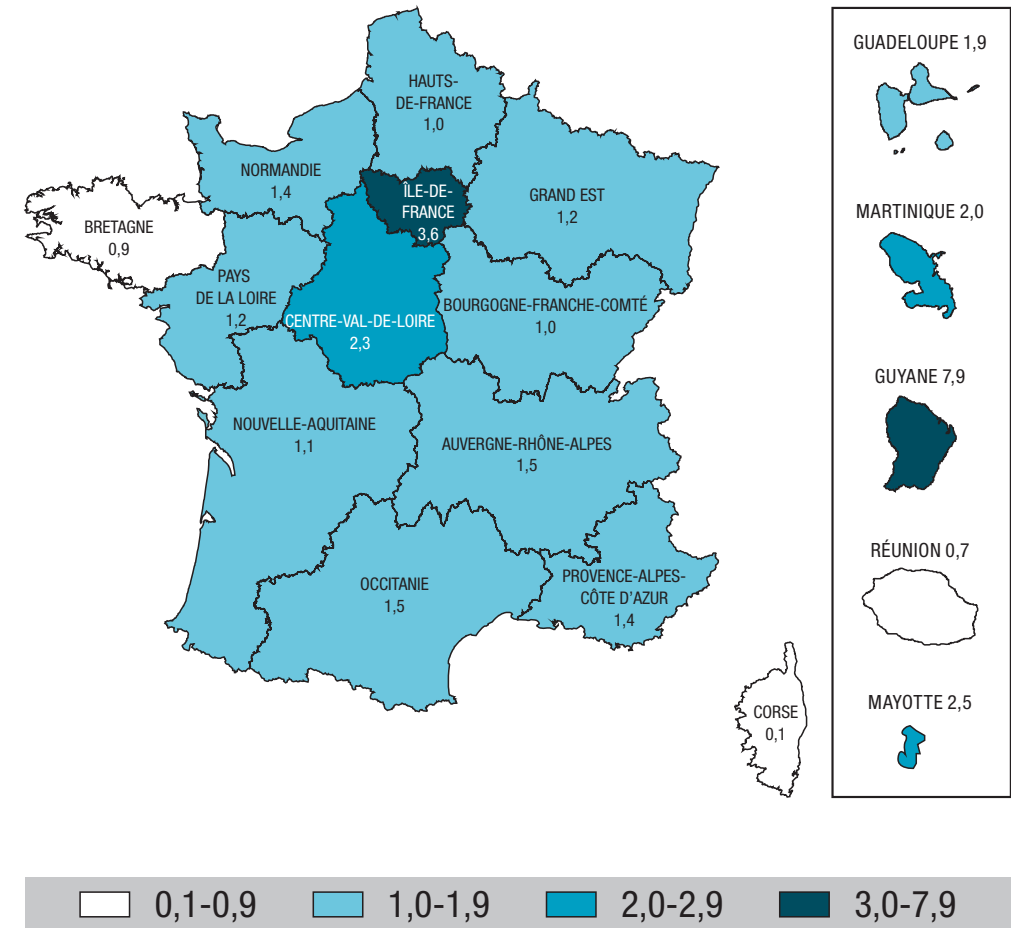 HAUTS-
DE-FRANCE
1,0
NORMANDIE
1,4
ÎLE-DE-
FRANCE
3,6
GRAND EST
1,2
BRETAGNE
0,9
PAYS
DE LA LOIRE
1,2
CENTRE-VAL-DE-LOIRE
2,3
BOURGOGNE-FRANCHE-COMTÉ
1,0
NOUVELLE-AQUITAINE
1,1
AUVERGNE-RHÔNE-ALPES
1,5
OCCITANIE
1,5
PROVENCE-ALPES-
CÔTE D'AZUR
1,4
CORSE
0,1
GUADELOUPE 1,9
MARTINIQUE 2,0
GUYANE 7,9
RÉUNION 0,7
MAYOTTE 2,5
0,1-0,9
1,0-1,9
2,0-2,9
3,0-7,9